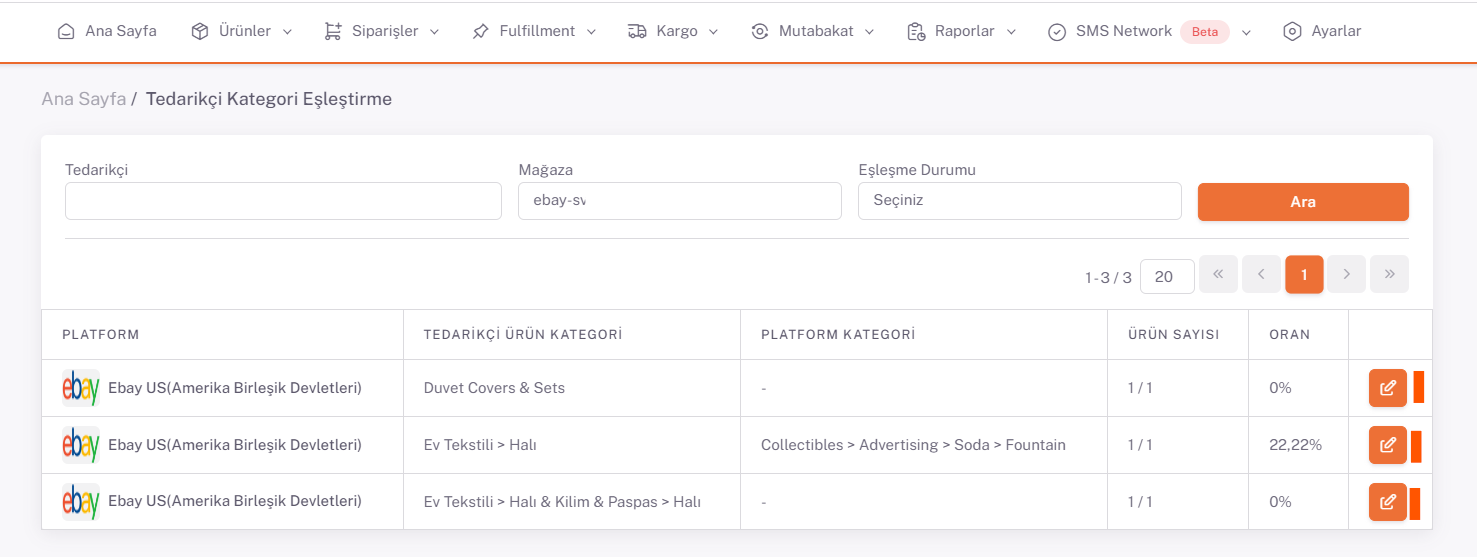 Ana Sayfa Ürünler Siparişler Fulfillment Kargo Mutabakat Raporlar SMS Network Beta Ayarlar
Ana Sayfa / Tedarikçi Kategori Eşleştirme
Tedarikçi Mağaza Eşleşme Durumu
ebay-sv Seçiniz Ara
1 - 3 / 3 20 « < 1 > »
PLATFORM TEDARİKÇİ ÜRÜN KATEGORİ PLATFORM KATEGORİ ÜRÜN SAYISI ORAN
ebay Ebay US(Amerika Birleşik Devletleri) Duvet Covers & Sets - 1 / 1 0%
ebay Ebay US(Amerika Birleşik Devletleri) Ev Tekstili > Halı Collectibles > Advertising > Soda > Fountain 1 / 1 22,22%
ebay Ebay US(Amerika Birleşik Devletleri) Ev Tekstili > Halı & Kilim & Paspas > Halı - 1 / 1 0%